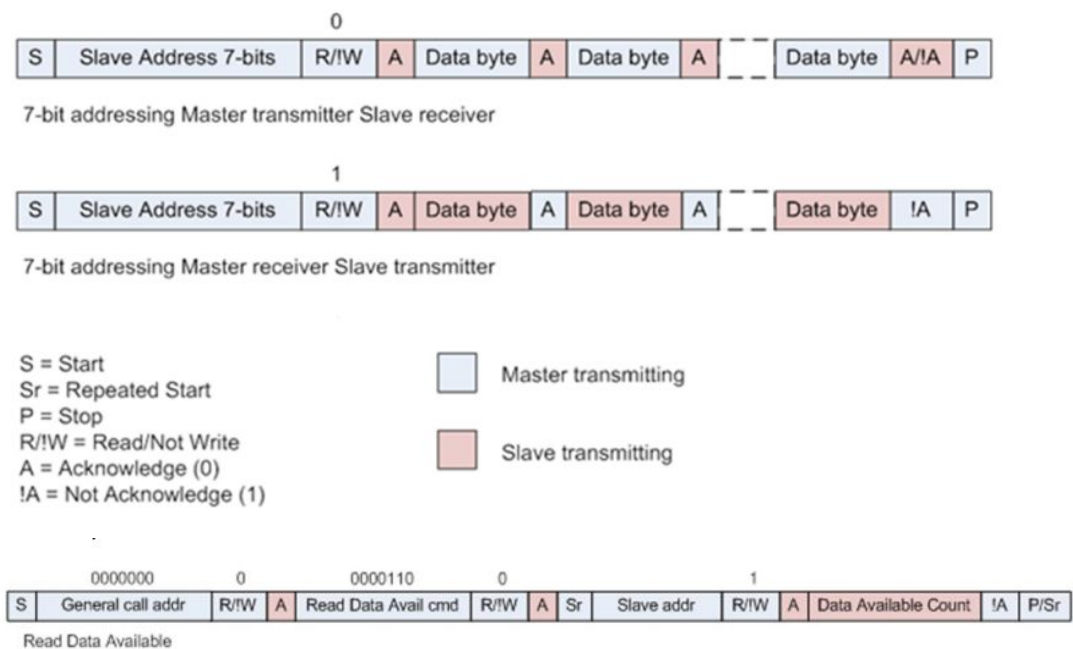 0
S Slave Address 7-bits R/!W A Data byte A Data byte A Data byte A/!A P
7-bit addressing Master transmitter Slave receiver
1
S Slave Address 7-bits R/!W A Data byte A Data byte A Data byte !A P
7-bit addressing Master receiver Slave transmitter
S = Start
Sr = Repeated Start
P = Stop
R/!W = Read/Not Write
A = Acknowledge (0)
!A = Not Acknowledge (1)
Master transmitting
Slave transmitting
0000000 0 0000110 0 1
S General call addr R/!W A Read Data Avail cmd R/!W A Sr Slave addr R/!W A Data Available Count !A P/Sr
Read Data Available